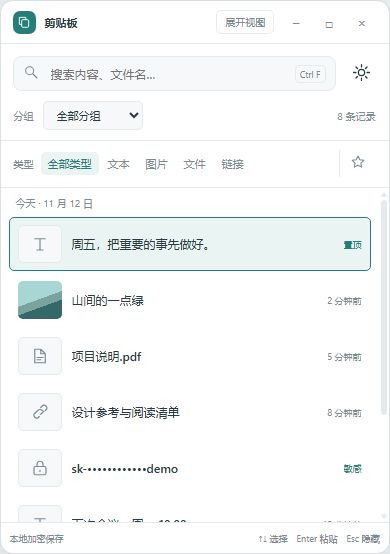 剪贴板
展开视图
搜索内容、文件名...
Ctrl F
分组 全部分组
8 条记录
类型 全部类型 文本 图片 文件 链接
今天 · 11 月 12 日
周五，把重要的事先做好。
置顶
山间的一点绿
2 分钟前
项目说明.pdf
5 分钟前
设计参考与阅读清单
8 分钟前
sk-••••••••••••demo
敏感
本地加密保存
↑↓ 选择 Enter 粘贴 Esc 隐藏